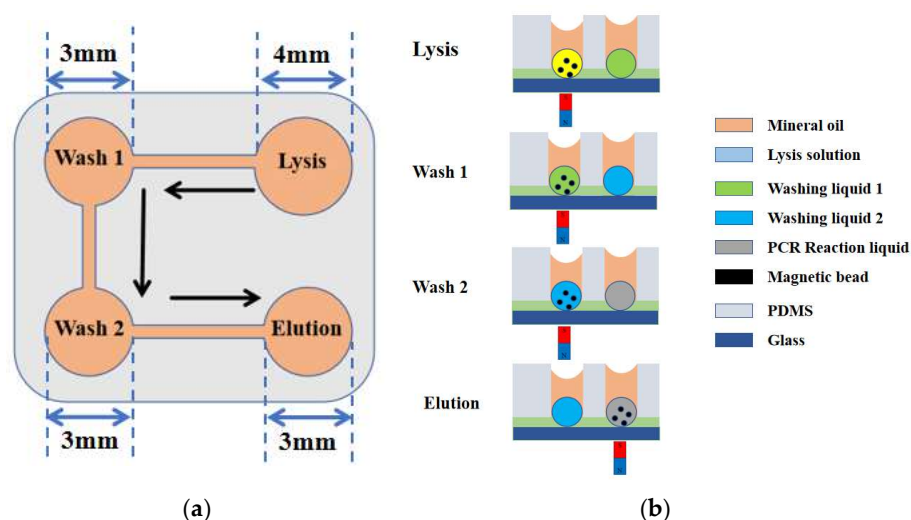 3mm
4mm
Wash 1
Lysis
Wash 2
Elution
3mm
3mm
(a)
Lysis
Wash 1
Wash 2
Elution
(b)
Mineral oil
Lysis solution
Washing liquid 1
Washing liquid 2
PCR Reaction liquid
Magnetic bead
PDMS
Glass